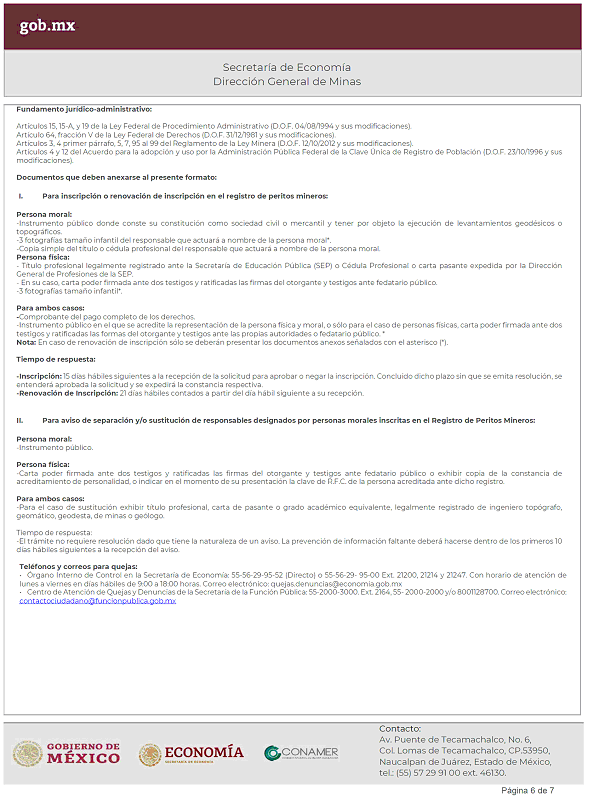 gob.mx
Secretaría de Economía
Dirección General de Minas
Fundamento jurídico-administrativo:
Artículos 15, 15-A, y 19 de la Ley Federal de Procedimiento Administrativo (D.O.F. 04/08/1994 y sus modificaciones).
Artículo 64, fracción V de la Ley Federal de Derechos (D.O.F. 31/12/1981 y sus modificaciones).
Artículos 3, 4 primer párrafo, 5, 7, 95 al 99 del Reglamento de la Ley Minera (D.O.F. 12/10/2012 y sus modificaciones).
Artículos 4 y 12 del Acuerdo para la adopción y uso por la Administración Pública Federal de la Clave Única de Registro de Población (D.O.F. 23/10/1996 y sus
modificaciones).
Documentos que deben anexarse al presente formato:
I. Para inscripción o renovación de inscripción en el registro de peritos mineros:
Persona moral:
-Instrumento público donde conste su constitución como sociedad civil o mercantil y tener por objeto la ejecución de levantamientos geodésicos o
topográficos.
-3 fotografías tamaño infantil del responsable que actuará a nombre de la persona moral*.
-Copia simple del título o cédula profesional del responsable que actuará a nombre de la persona moral.
Persona física:
- Título profesional legalmente registrado ante la Secretaría de Educación Pública (SEP) o Cédula Profesional o carta pasante expedida por la Dirección
General de Profesiones de la SEP.
- En su caso, carta poder firmada ante dos testigos y ratificadas las firmas del otorgante y testigos ante fedatario público.
-3 fotografías tamaño infantil*.
Para ambos casos:
-Comprobante del pago completo de los derechos.
-Instrumento público en el que se acredite la representación de la persona física y moral, o sólo para el caso de personas físicas, carta poder firmada ante dos
testigos y ratificadas las formas del otorgante y testigos ante las propias autoridades o fedatario público. *
Nota: En caso de renovación de inscripción sólo se deberán presentar los documentos anexos señalados con el asterisco (*).
Tiempo de respuesta:
-Inscripción: 15 días hábiles siguientes a la recepción de la solicitud para aprobar o negar la inscripción. Concluido dicho plazo sin que se emita resolución, se
entenderá aprobada la solicitud y se expedirá la constancia respectiva.
-Renovación de Inscripción: 21 días hábiles contados a partir del día hábil siguiente a su recepción.
II. Para aviso de separación y/o sustitución de responsables designados por personas morales inscritas en el Registro de Peritos Mineros:
Persona moral:
-Instrumento público.
Persona física:
-Carta poder firmada ante dos testigos y ratificadas las firmas del otorgante y testigos ante fedatario público o exhibir copia de la constancia de
acreditamiento de personalidad, o indicar en el momento de su presentación la clave de R.F.C. de la persona acreditada ante dicho registro.
Para ambos casos:
-Para el caso de sustitución exhibir título profesional, carta de pasante o grado académico equivalente, legalmente registrado de ingeniero topógrafo,
geomático, geodesta, de minas o geólogo.
Tiempo de respuesta:
-El trámite no requiere resolución dado que tiene la naturaleza de un aviso. La prevención de información faltante deberá hacerse dentro de los primeros 10
días hábiles siguientes a la recepción del aviso.
Teléfonos y correos para quejas:
• Órgano Interno de Control en la Secretaría de Economía: 55-56-29-95-52 (Directo) o 55-56-29- 95-00 Ext. 21200, 21214 y 21247. Con horario de atención de
lunes a viernes en días hábiles de 9:00 a 18:00 horas. Correo electrónico: quejas.denuncias@economia.gob.mx
• Centro de Atención de Quejas y Denuncias de la Secretaría de la Función Pública: 55-2000-3000. Ext. 2164, 55- 2000-2000 y/o 8001128700. Correo electrónico:
contactociudadano@funcionpublica.gob.mx
GOBIERNO DE
MÉXICO
ECONOMÍA
SECRETARÍA DE ECONOMÍA
CONAMER
Contacto:
Av. Puente de Tecamachalco, No. 6,
Col. Lomas de Tecamachalco, CP.53950,
Naucalpan de Juárez, Estado de México,
tel.: (55) 57 29 91 00 ext. 46130.
Página 6 de 7